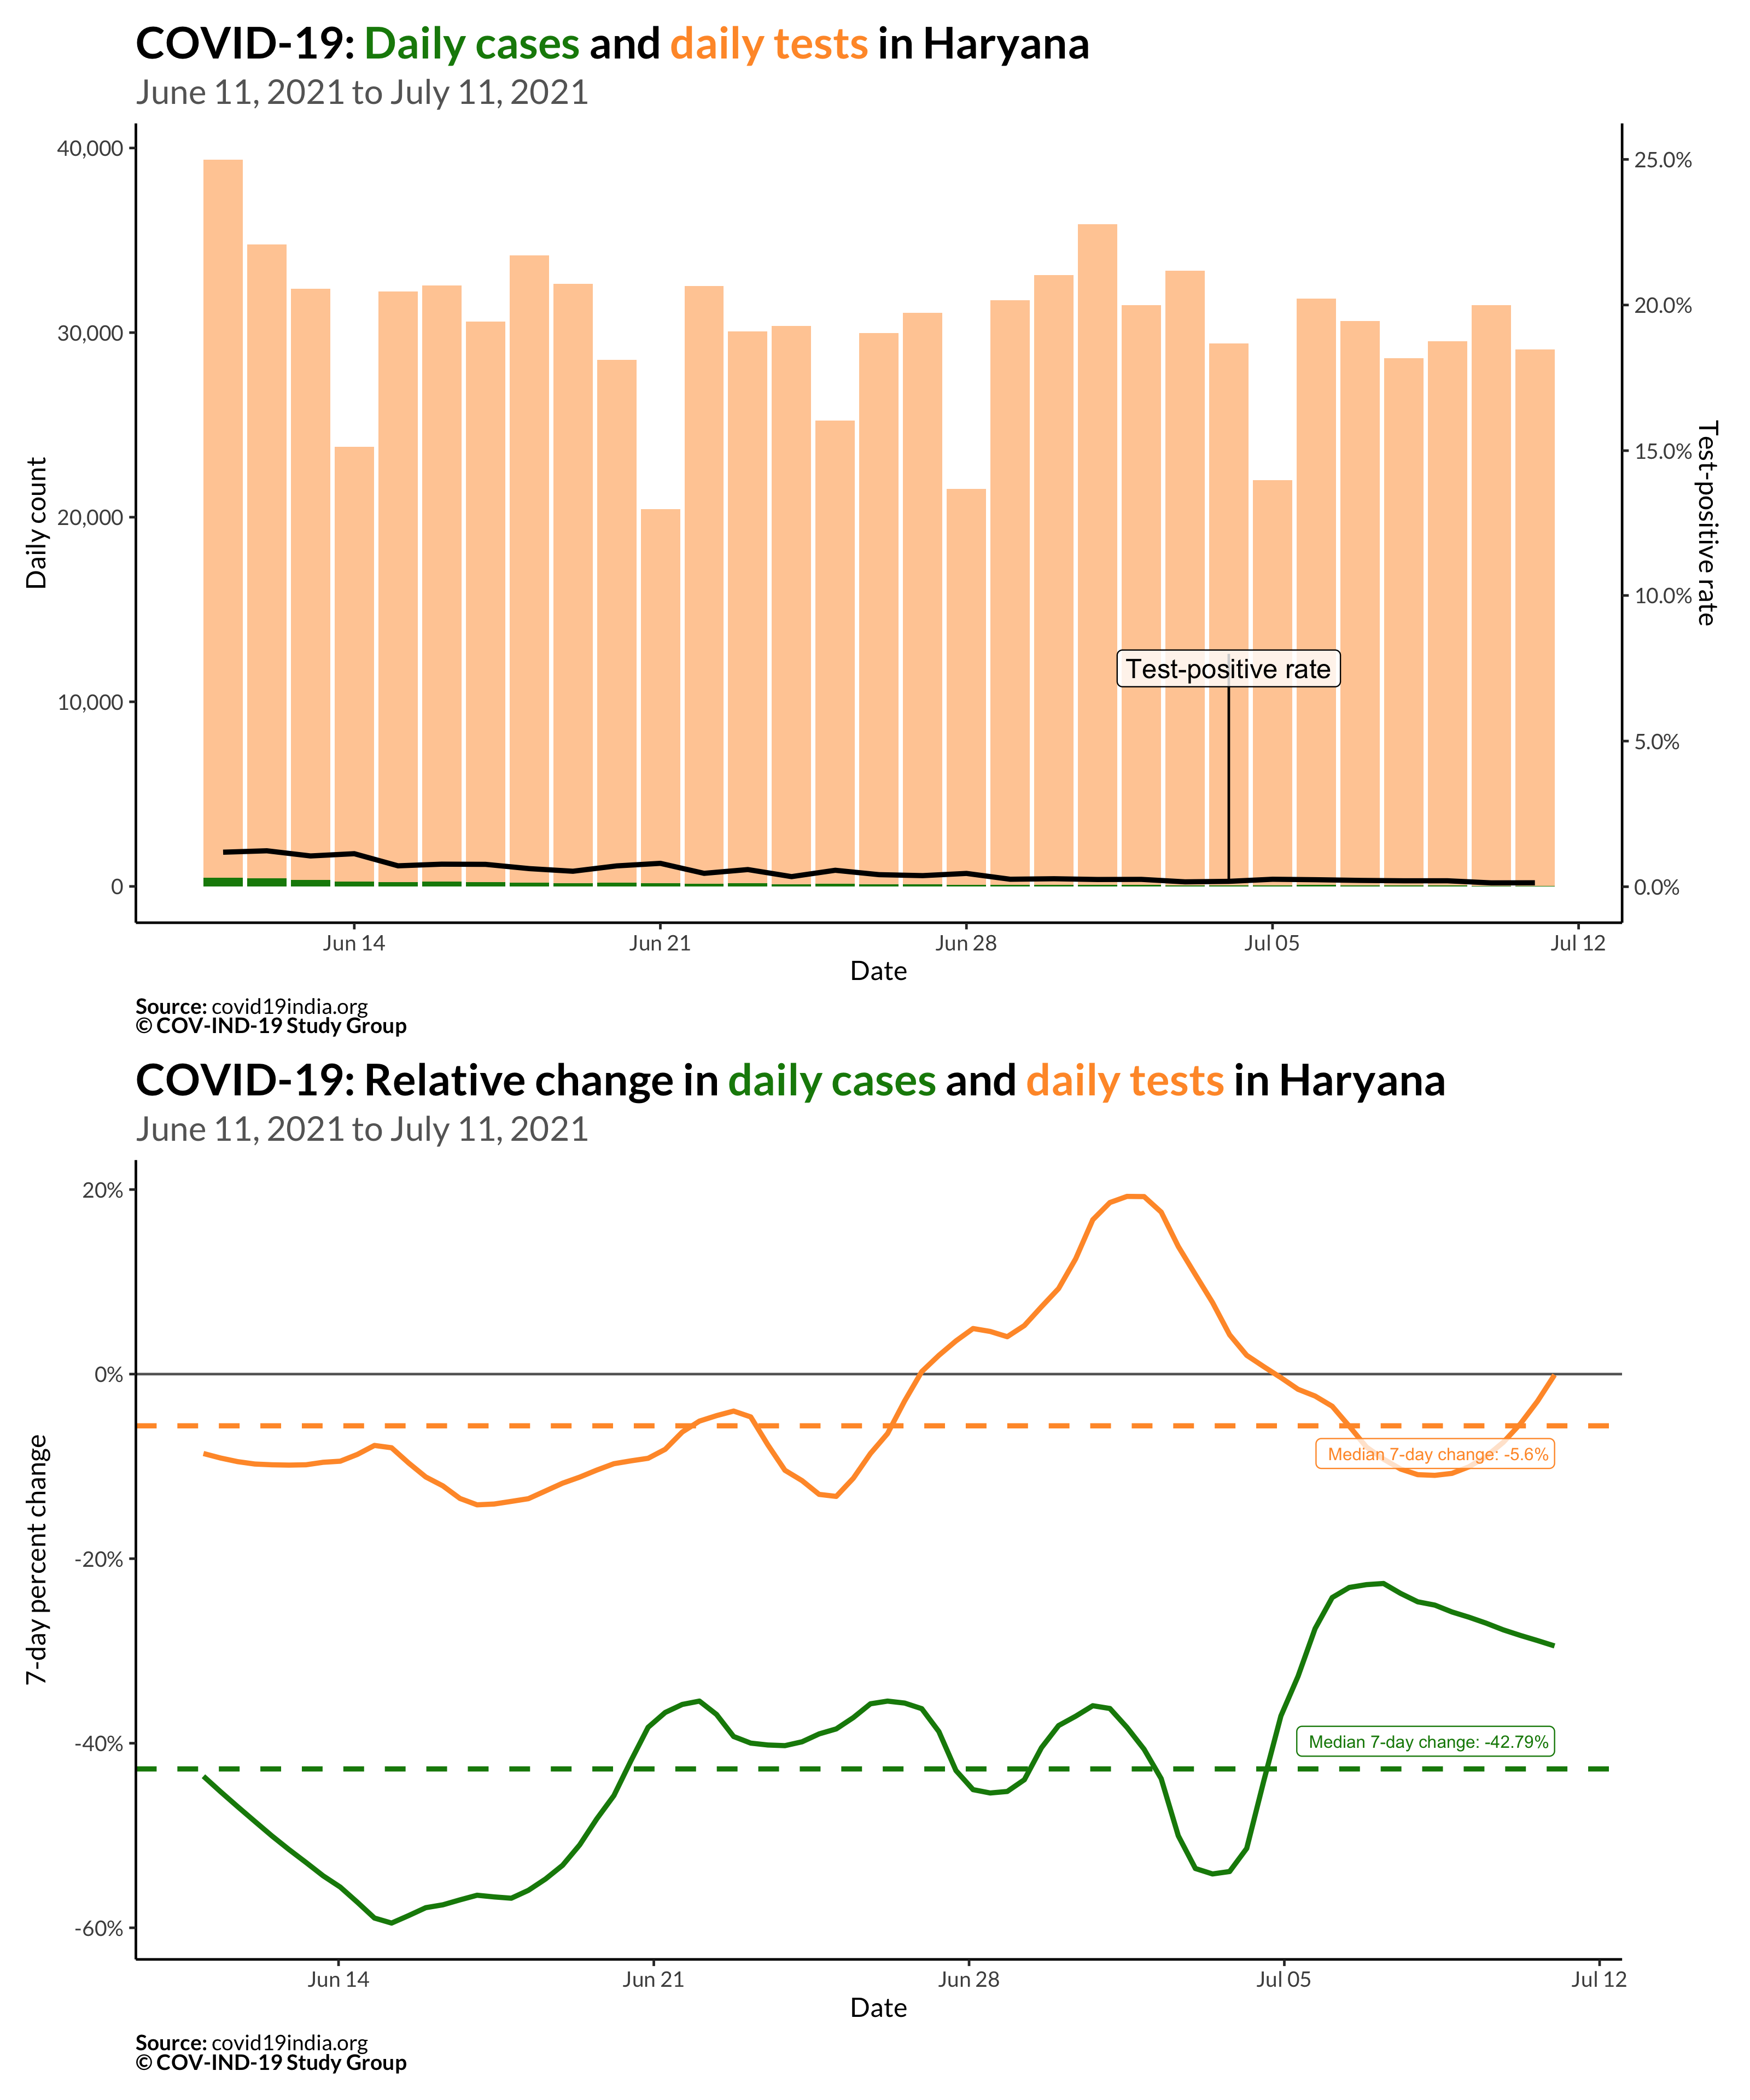 COVID-19: Daily cases and daily tests in Haryana
June 11, 2021 to July 11, 2021
40,000
30,000
20,000
10,000
0
Daily count
25.0%
20.0%
15.0%
10.0%
5.0%
0.0%
Test-positive rate
Test-positive rate
Jun 14
Jun 21
Jun 28
Jul 05
Jul 12
Date
Source: covid19india.org
© COV-IND-19 Study Group
COVID-19: Relative change in daily cases and daily tests in Haryana
June 11, 2021 to July 11, 2021
20%
0%
-20%
-40%
-60%
7-day percent change
Median 7-day change: -5.6%
Median 7-day change: -42.79%
Jun 14
Jun 21
Jun 28
Jul 05
Jul 12
Date
Source: covid19india.org
© COV-IND-19 Study Group